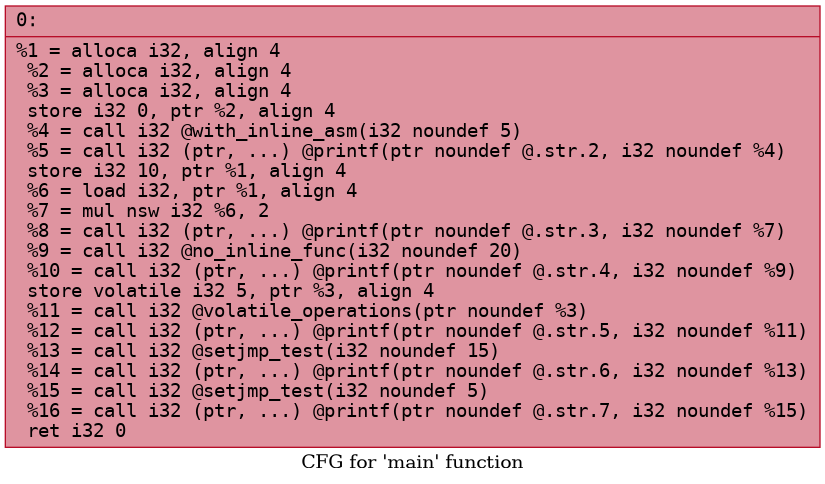 0:
%1 = alloca i32, align 4
%2 = alloca i32, align 4
%3 = alloca i32, align 4
store i32 0, ptr %2, align 4
%4 = call i32 @with_inline_asm(i32 noundef 5)
%5 = call i32 (ptr, ...) @printf(ptr noundef @.str.2, i32 noundef %4)
store i32 10, ptr %1, align 4
%6 = load i32, ptr %1, align 4
%7 = mul nsw i32 %6, 2
%8 = call i32 (ptr, ...) @printf(ptr noundef @.str.3, i32 noundef %7)
%9 = call i32 @no_inline_func(i32 noundef 20)
%10 = call i32 (ptr, ...) @printf(ptr noundef @.str.4, i32 noundef %9)
store volatile i32 5, ptr %3, align 4
%11 = call i32 @volatile_operations(ptr noundef %3)
%12 = call i32 (ptr, ...) @printf(ptr noundef @.str.5, i32 noundef %11)
%13 = call i32 @setjmp_test(i32 noundef 15)
%14 = call i32 (ptr, ...) @printf(ptr noundef @.str.6, i32 noundef %13)
%15 = call i32 @setjmp_test(i32 noundef 5)
%16 = call i32 (ptr, ...) @printf(ptr noundef @.str.7, i32 noundef %15)
ret i32 0
CFG for 'main' function